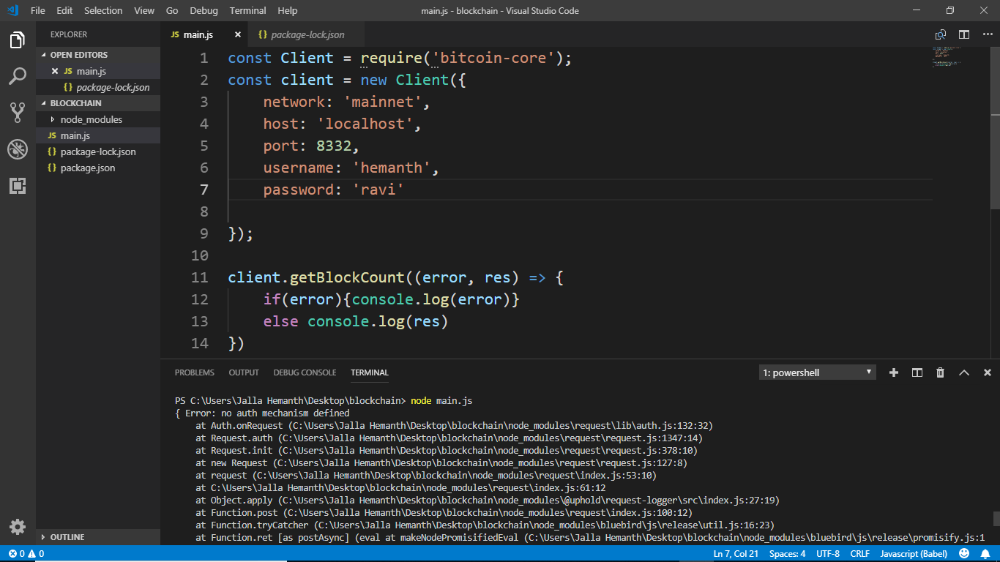 File Edit Selection View Go Debug Terminal Help main.js - blockchain - Visual Studio Code
EXPLORER
OPEN EDITORS
JS main.js
{} package-lock.json
BLOCKCHAIN
node_modules
JS main.js
{} package-lock.json
{} package.json
OUTLINE
JS main.js {} package-lock.json
1 const Client = require('bitcoin-core');
2 const client = new Client({
3 network: 'mainnet',
4 host: 'localhost',
5 port: 8332,
6 username: 'hemanth',
7 password: 'ravi'
8
9 });
10
11 client.getBlockCount((error, res) => {
12 if(error){console.log(error)}
13 else console.log(res)
14 })
PROBLEMS OUTPUT DEBUG CONSOLE TERMINAL 1: powershell
PS C:\Users\Jalla Hemanth\Desktop\blockchain> node main.js
{ Error: no auth mechanism defined
at Auth.onRequest (C:\Users\Jalla Hemanth\Desktop\blockchain\node_modules\request\lib\auth.js:132:32)
at Request.auth (C:\Users\Jalla Hemanth\Desktop\blockchain\node_modules\request\request.js:1347:14)
at Request.init (C:\Users\Jalla Hemanth\Desktop\blockchain\node_modules\request\request.js:378:10)
at new Request (C:\Users\Jalla Hemanth\Desktop\blockchain\node_modules\request\request.js:127:8)
at request (C:\Users\Jalla Hemanth\Desktop\blockchain\node_modules\request\index.js:53:10)
at C:\Users\Jalla Hemanth\Desktop\blockchain\node_modules\request\index.js:61:12
at Object.apply (C:\Users\Jalla Hemanth\Desktop\blockchain\node_modules\@uphold\request-logger\src\index.js:27:19)
at Function.post (C:\Users\Jalla Hemanth\Desktop\blockchain\node_modules\request\index.js:100:12)
at Function.tryCatcher (C:\Users\Jalla Hemanth\Desktop\blockchain\node_modules\bluebird\js\release\util.js:16:23)
at Function.ret [as postAsync] (eval at makeNodePromisifiedEval (C:\Users\Jalla Hemanth\Desktop\blockchain\node_modules\bluebird\js\release\promisify.js:1
0 0 Ln 7, Col 21 Spaces: 4 UTF-8 CRLF Javascript (Babel)